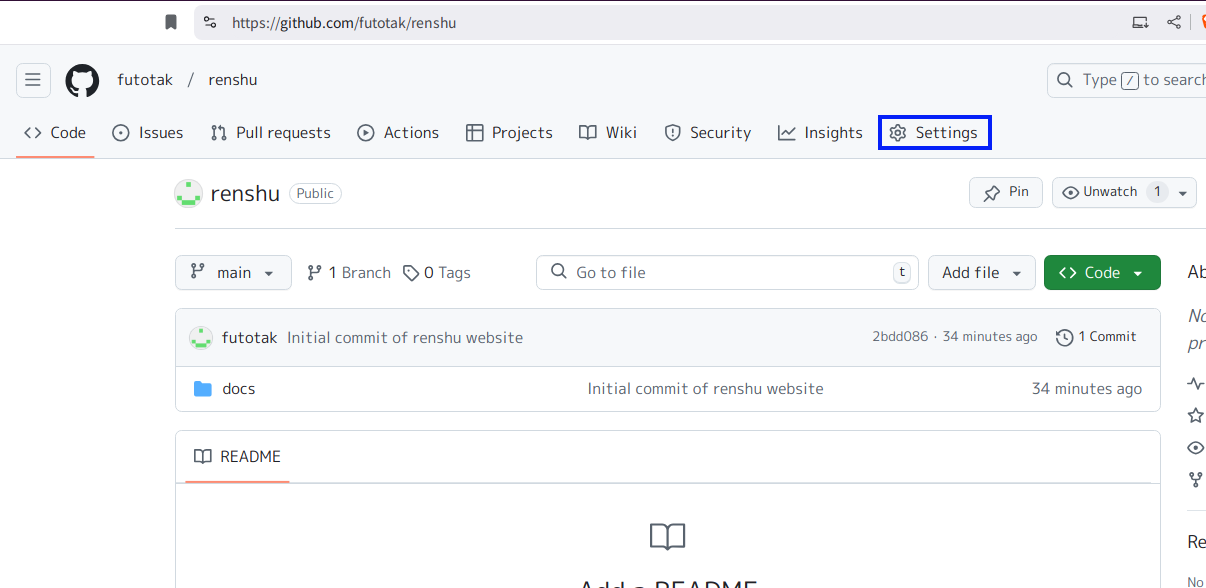 https://github.com/futotak/renshu
futotak / renshu
Type / to search
Code Issues Pull requests Actions Projects Wiki Security Insights Settings
renshu Public Pin Unwatch 1
main 1 Branch 0 Tags Go to file t Add file Code
futotak Initial commit of renshu website 2bdd086 · 34 minutes ago 1 Commit
docs Initial commit of renshu website 34 minutes ago
README
Add a README
Ab
No
pr
Re
No